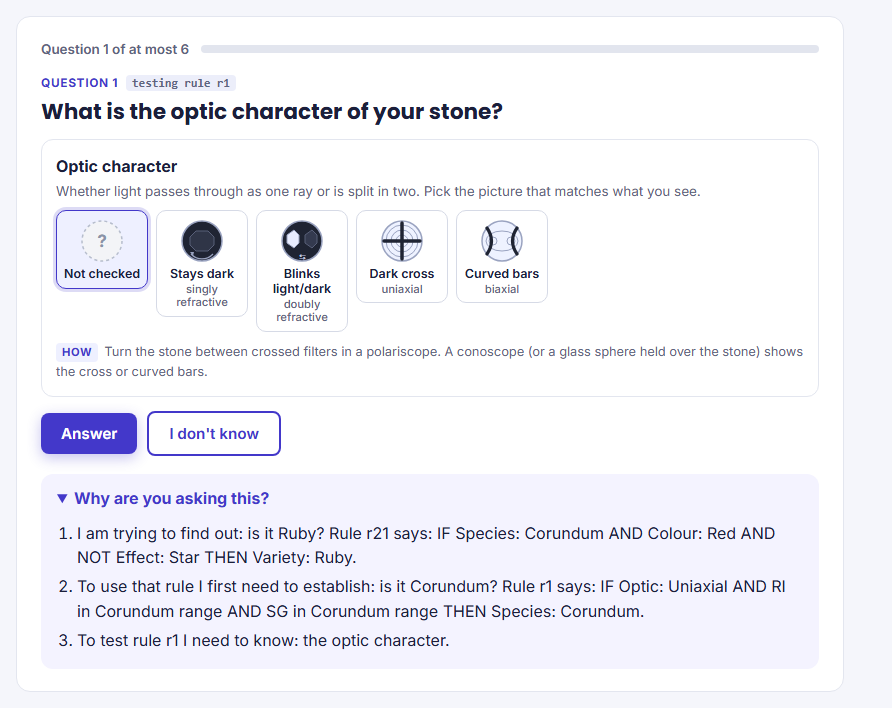 Question 1 of at most 6
QUESTION 1 testing rule r1
What is the optic character of your stone?
Optic character
Whether light passes through as one ray or is split in two. Pick the picture that matches what you see.
?
Not checked
Stays dark
singly
refractive
Blinks
light/dark
doubly
refractive
Dark cross
uniaxial
Curved bars
biaxial
HOW Turn the stone between crossed filters in a polariscope. A conoscope (or a glass sphere held over the stone) shows
the cross or curved bars.
Answer
I don't know
▼ Why are you asking this?
1. I am trying to find out: is it Ruby? Rule r21 says: IF Species: Corundum AND Colour: Red AND
NOT Effect: Star THEN Variety: Ruby.
2. To use that rule I first need to establish: is it Corundum? Rule r1 says: IF Optic: Uniaxial AND RI
in Corundum range AND SG in Corundum range THEN Species: Corundum.
3. To test rule r1 I need to know: the optic character.